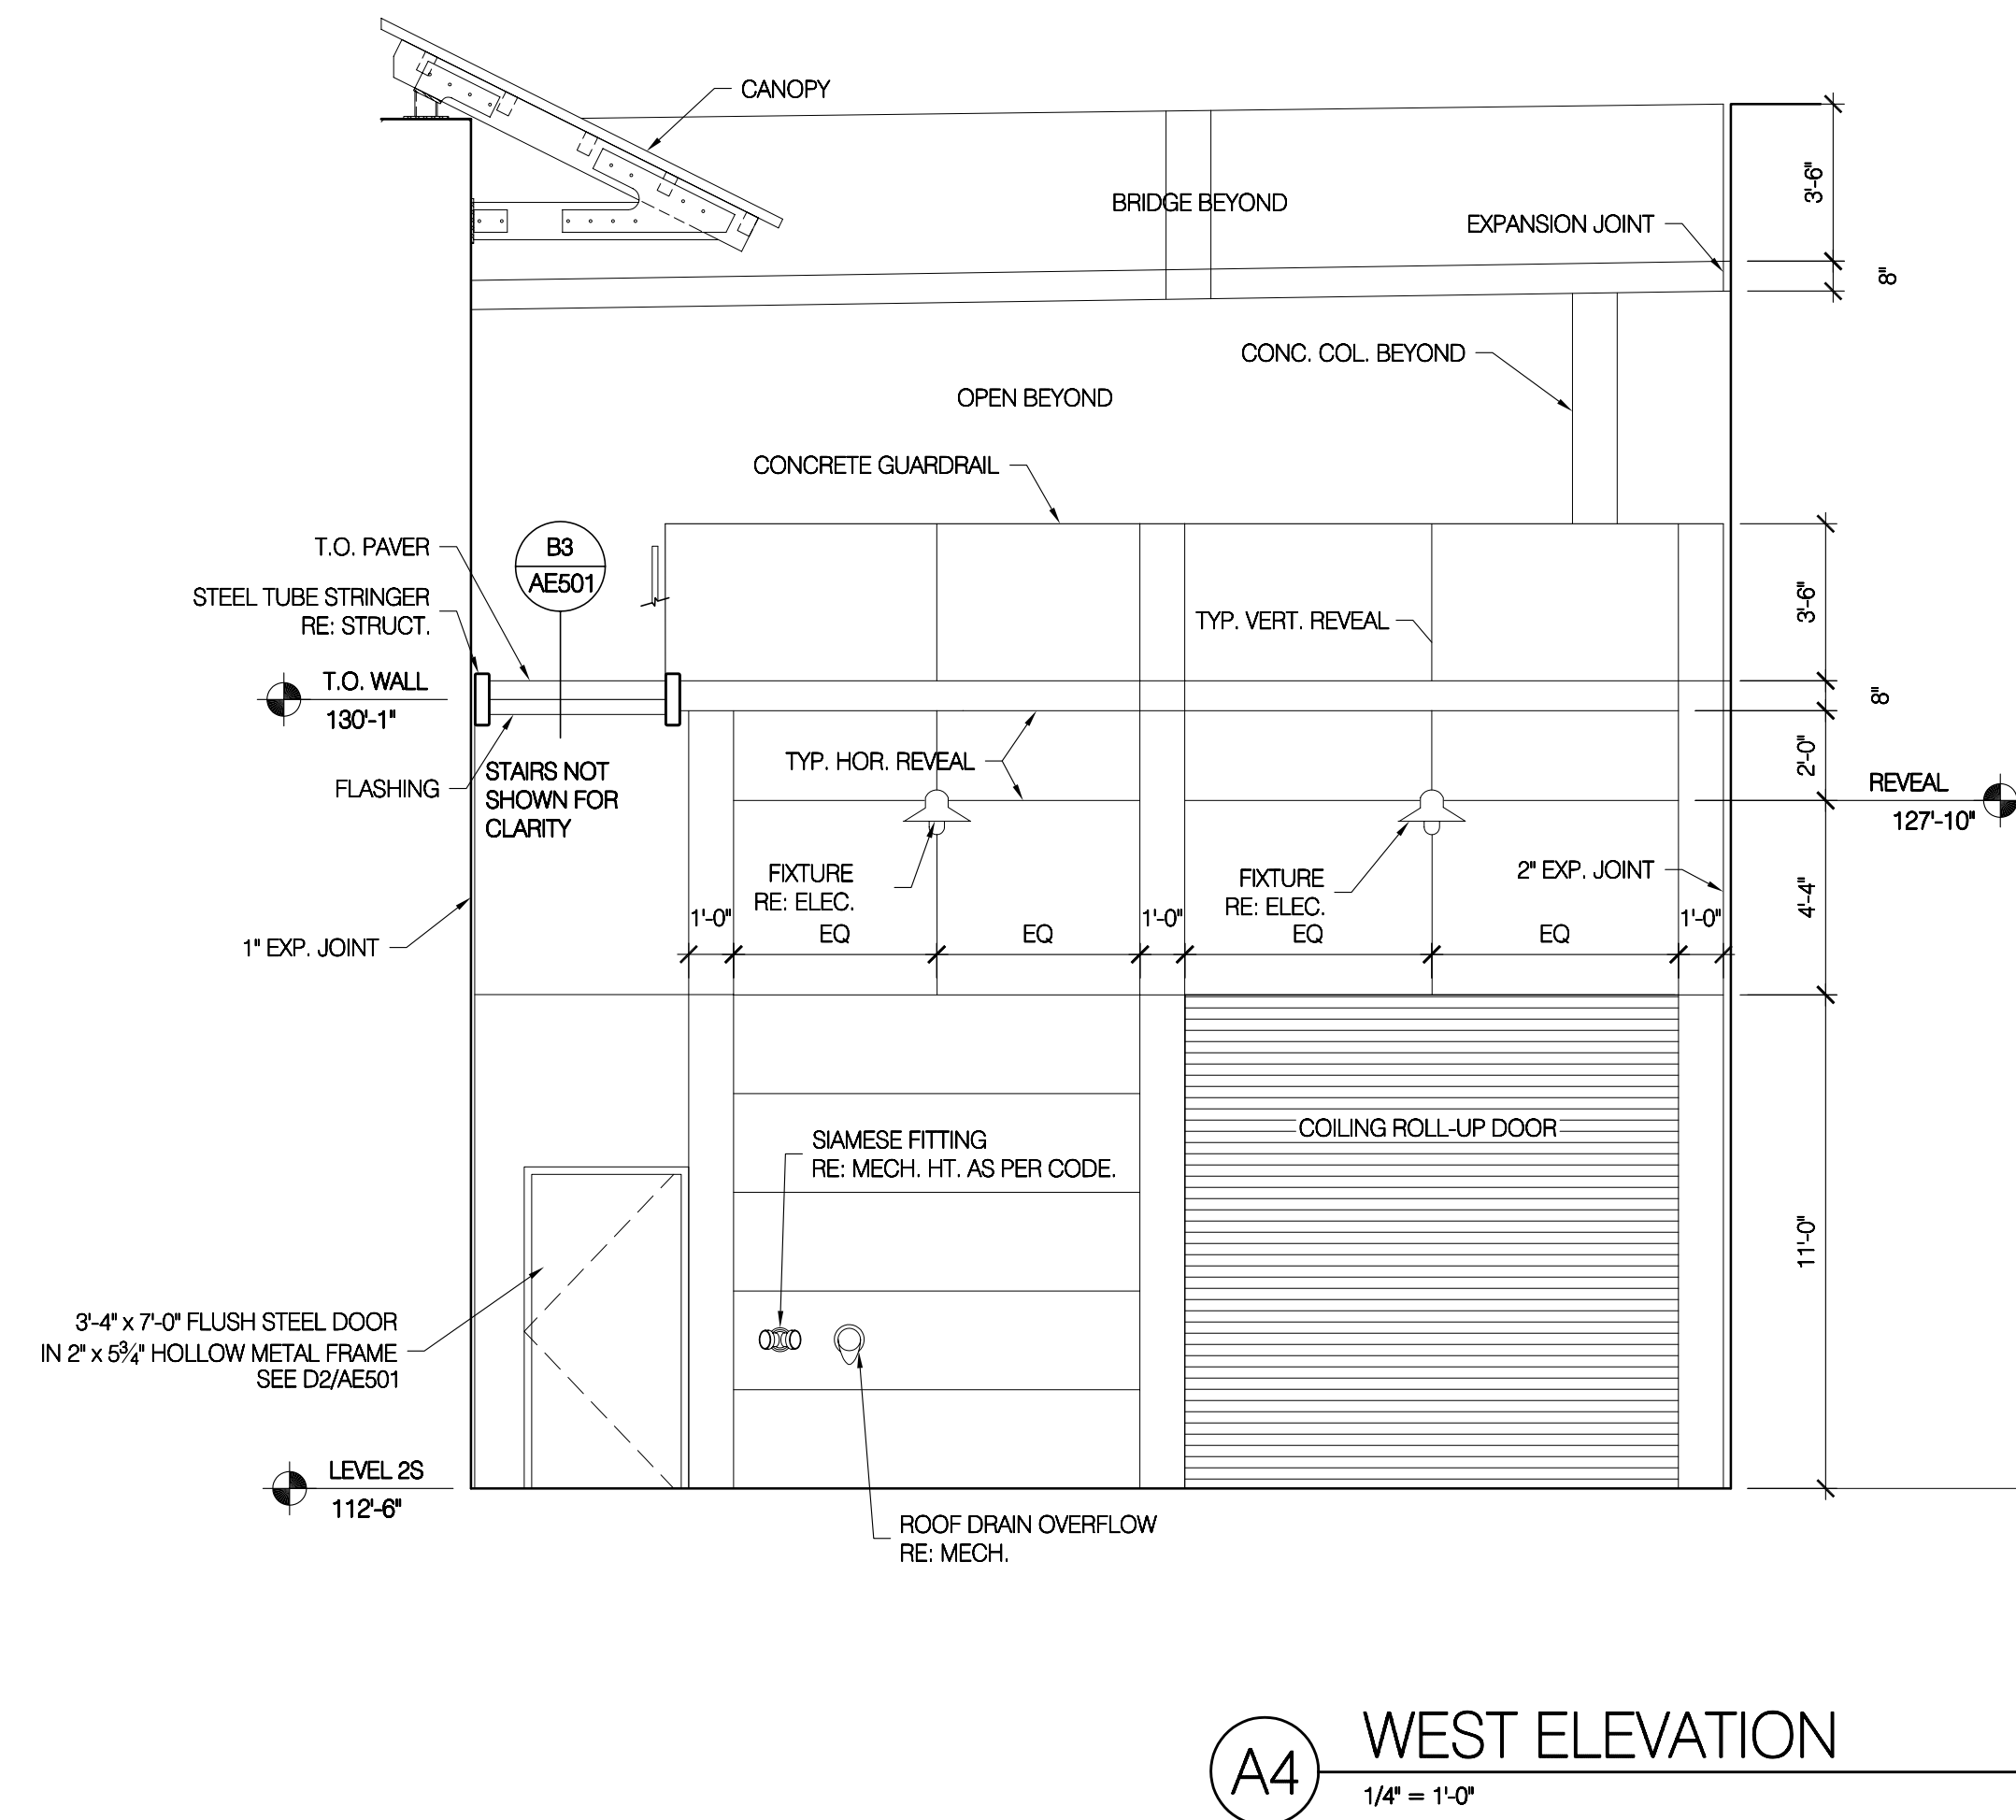 CANOPY
BRIDGE BEYOND
EXPANSION JOINT
3'-6"
8"
CONC. COL. BEYOND
OPEN BEYOND
CONCRETE GUARDRAIL
T.O. PAVER
B3
AE501
STEEL TUBE STRINGER
RE: STRUCT.
TYP. VERT. REVEAL
3'-6"
T.O. WALL
130'-1"
8"
TYP. HOR. REVEAL
2'-0"
FLASHING
STAIRS NOT
SHOWN FOR
CLARITY
REVEAL
127'-10"
FIXTURE
RE: ELEC.
FIXTURE
RE: ELEC.
2" EXP. JOINT
4'-4"
1'-0"
EQ
EQ
1'-0"
EQ
EQ
1'-0"
1" EXP. JOINT
SIAMESE FITTING
RE: MECH. HT. AS PER CODE.
COILING ROLL-UP DOOR
11'-0"
3'-4" x 7'-0" FLUSH STEEL DOOR
IN 2" x 5¾" HOLLOW METAL FRAME
SEE D2/AE501
LEVEL 2S
112'-6"
ROOF DRAIN OVERFLOW
RE: MECH.
A4
WEST ELEVATION
1/4" = 1'-0"